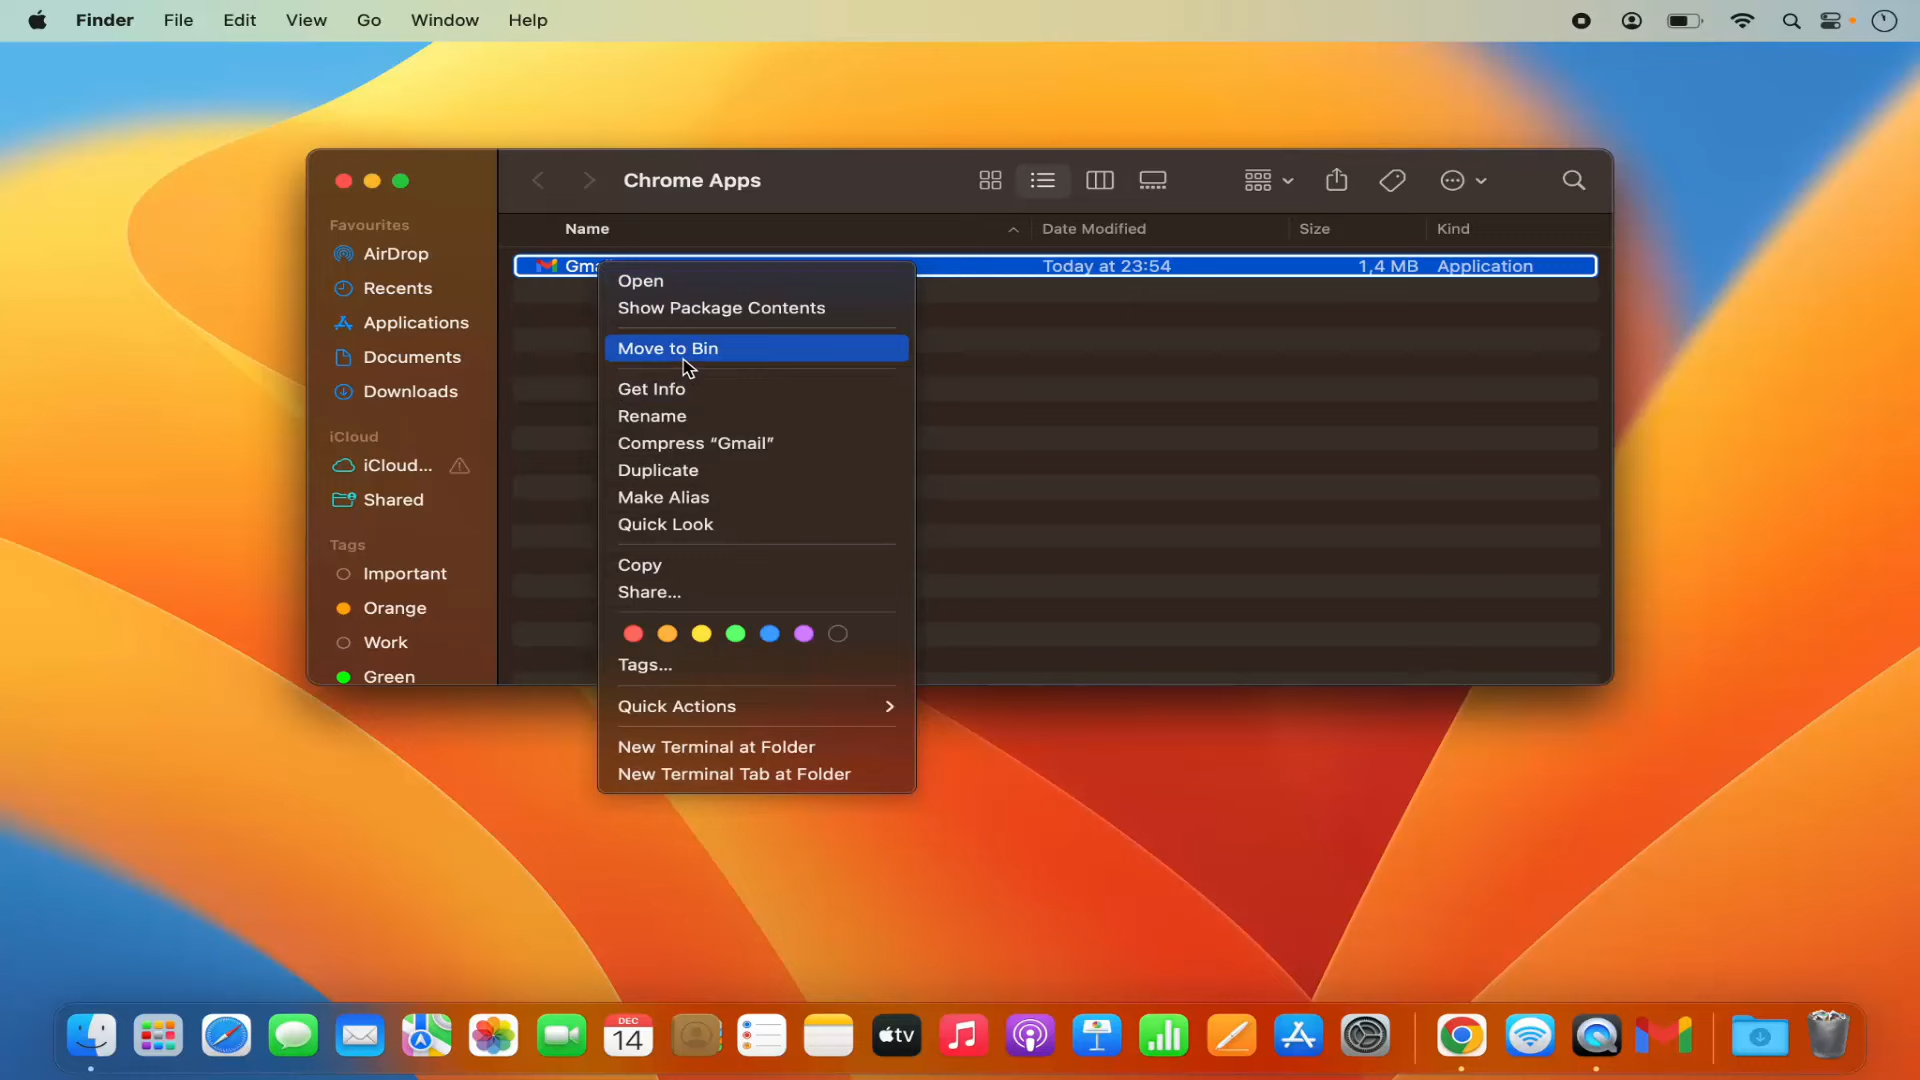 Finder File Edit View Go Window Help
Chrome Apps
Favourites
AirDrop
Recents
Applications
Documents
Downloads
iCloud
iCloud...
Shared
Tags
Important
Orange
Work
Green
Name Date Modified Size Kind
Gma Today at 23:54 1,4 MB Application
Open
Show Package Contents
Move to Bin
Get Info
Rename
Compress “Gmail”
Duplicate
Make Alias
Quick Look
Copy
Share...
Tags...
Quick Actions
New Terminal at Folder
New Terminal Tab at Folder
DEC
14
tv